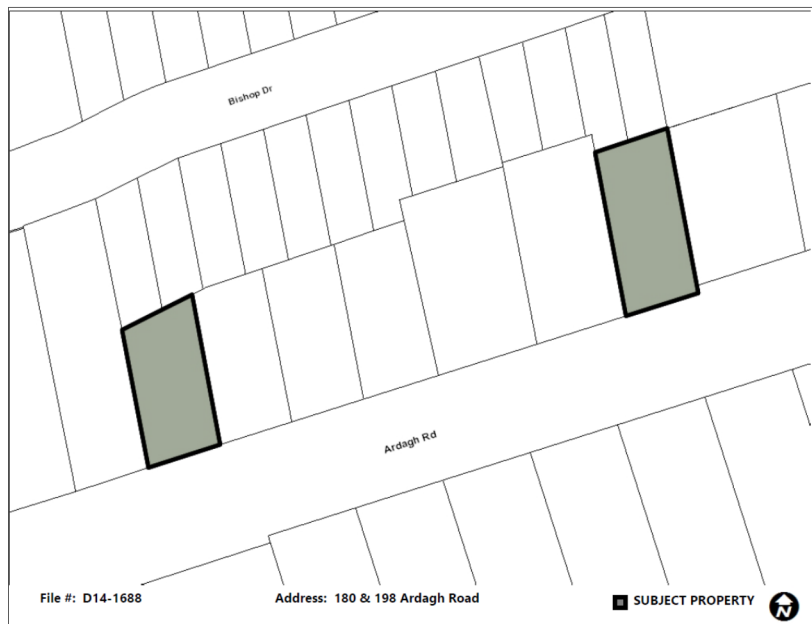 Bishop Dr
Ardagh Rd
File #: D14-1688 Address: 180 & 198 Ardagh Road SUBJECT PROPERTY N